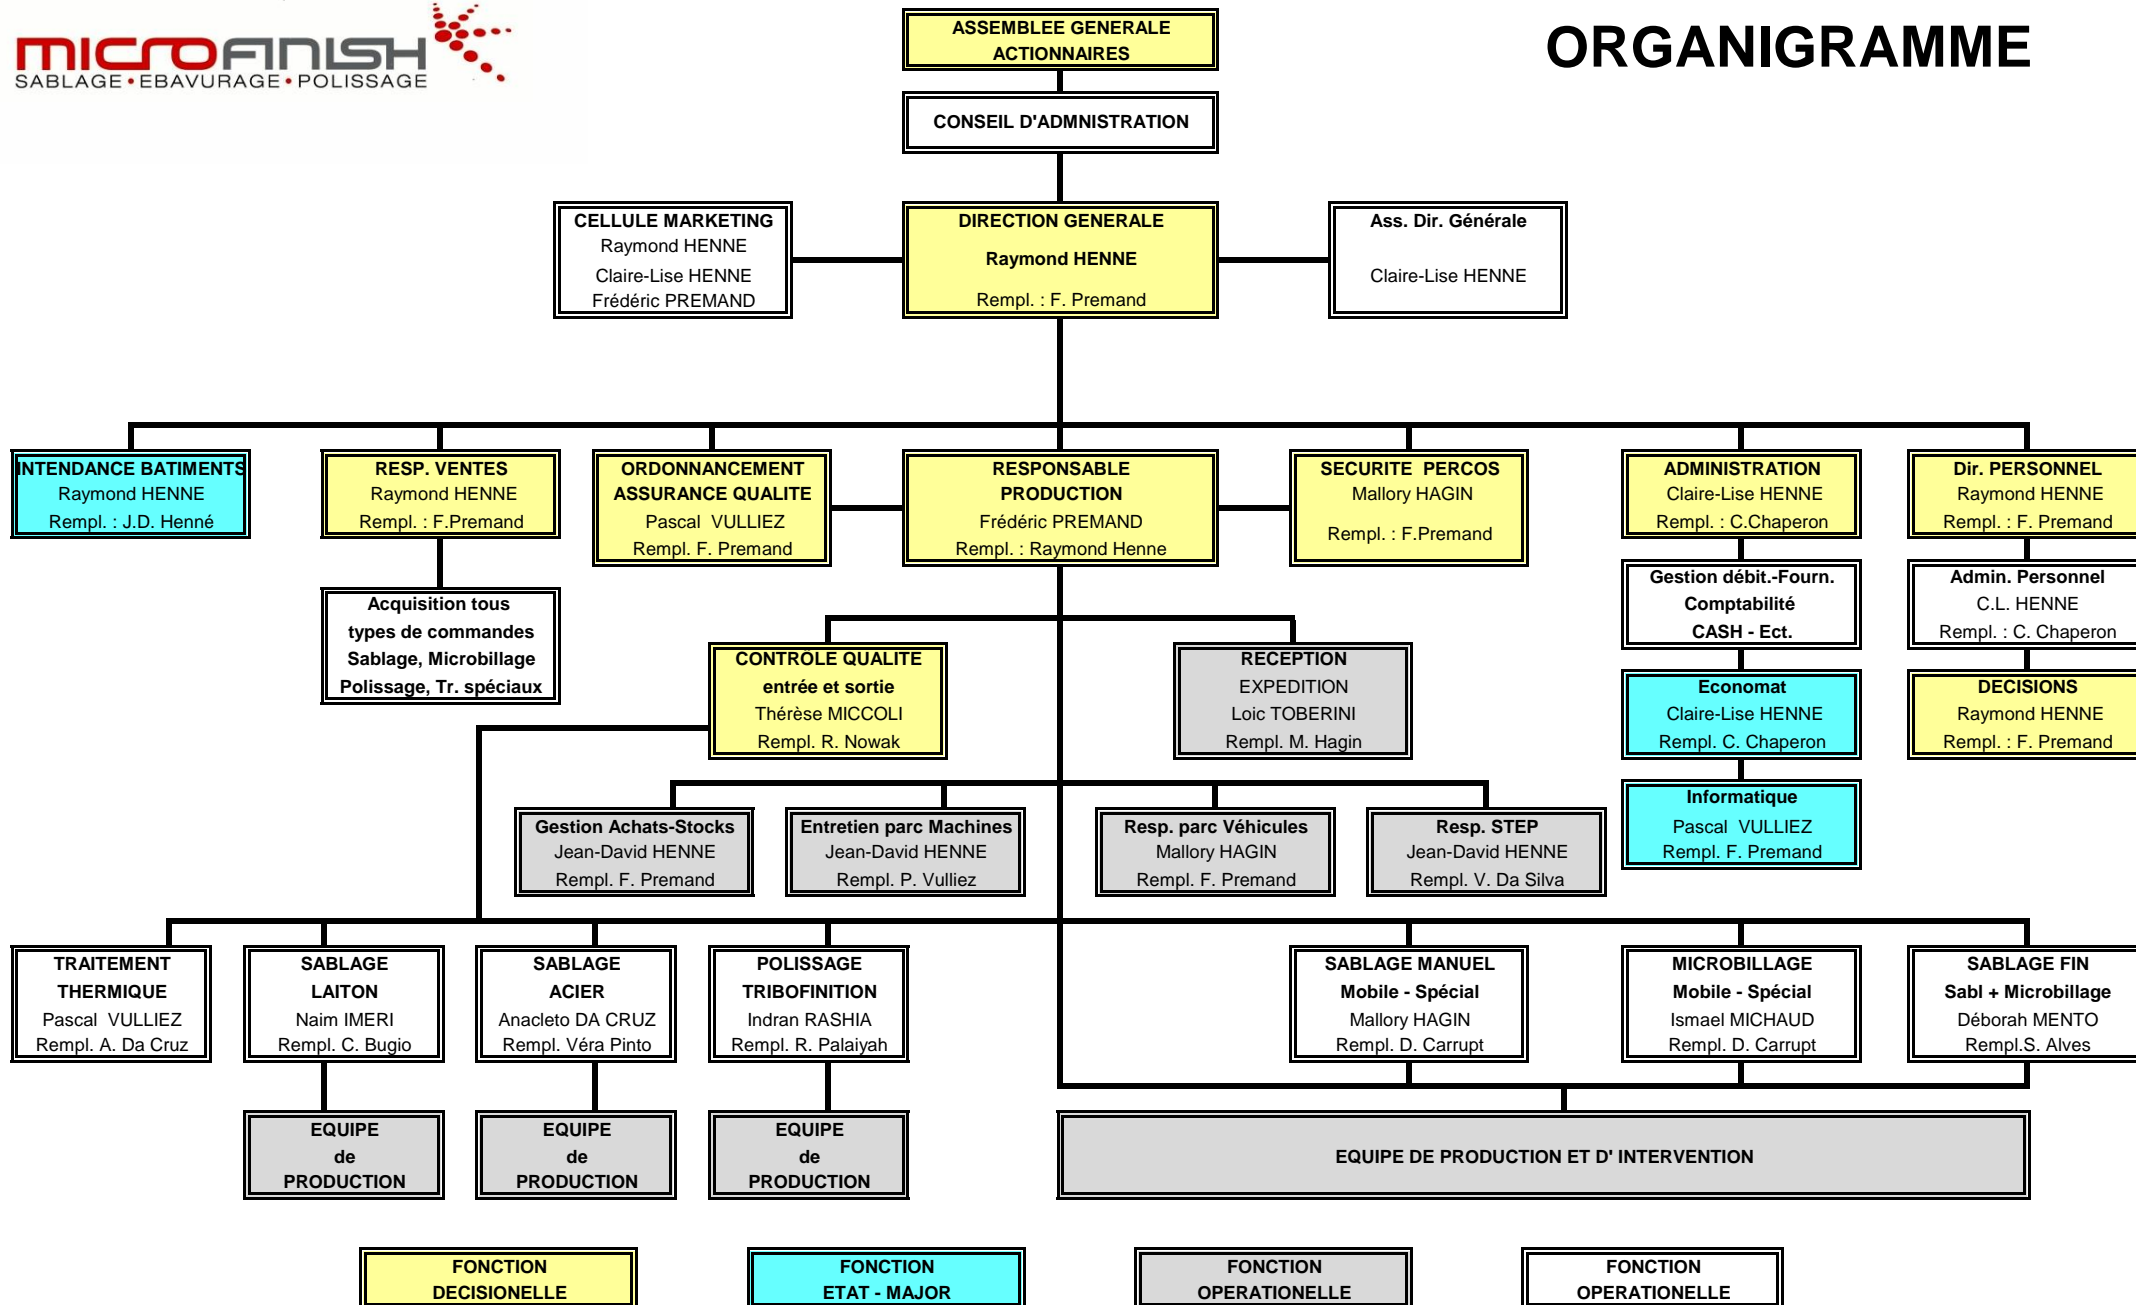 MICROFINISH
SABLAGE • EBAVURAGE • POLISSAGE
ORGANIGRAMME
ASSEMBLEE GENERALE
ACTIONNAIRES
CONSEIL D'ADMNISTRATION
CELLULE MARKETING
Raymond HENNE
Claire-Lise HENNE
Frédéric PREMAND
DIRECTION GENERALE
Raymond HENNE
Rempl. : F. Premand
Ass. Dir. Générale
Claire-Lise HENNE
INTENDANCE BATIMENTS
Raymond HENNE
Rempl. : J.D. Henné
RESP. VENTES
Raymond HENNE
Rempl. : F.Premand
ORDONNANCEMENT
ASSURANCE QUALITE
Pascal VULLIEZ
Rempl. F. Premand
RESPONSABLE
PRODUCTION
Frédéric PREMAND
Rempl. : Raymond Henne
SECURITE PERCOS
Mallory HAGIN
Rempl. : F.Premand
ADMINISTRATION
Claire-Lise HENNE
Rempl. : C.Chaperon
Dir. PERSONNEL
Raymond HENNE
Rempl. : F. Premand
Acquisition tous
types de commandes
Sablage, Microbillage
Polissage, Tr. spéciaux
Gestion débit.-Fourn.
Comptabilité
CASH - Ect.
Admin. Personnel
C.L. HENNE
Rempl. : C. Chaperon
CONTRÔLE QUALITE
entrée et sortie
Thérèse MICCOLI
Rempl. R. Nowak
RECEPTION
EXPEDITION
Loic TOBERINI
Rempl. M. Hagin
Economat
Claire-Lise HENNE
Rempl. C. Chaperon
DECISIONS
Raymond HENNE
Rempl. : F. Premand
Informatique
Pascal VULLIEZ
Rempl. F. Premand
Gestion Achats-Stocks
Jean-David HENNE
Rempl. F. Premand
Entretien parc Machines
Jean-David HENNE
Rempl. P. Vulliez
Resp. parc Véhicules
Mallory HAGIN
Rempl. F. Premand
Resp. STEP
Jean-David HENNE
Rempl. V. Da Silva
TRAITEMENT
THERMIQUE
Pascal VULLIEZ
Rempl. A. Da Cruz
SABLAGE
LAITON
Naim IMERI
Rempl. C. Bugio
SABLAGE
ACIER
Anacleto DA CRUZ
Rempl. Véra Pinto
POLISSAGE
TRIBOFINITION
Indran RASHIA
Rempl. R. Palaiyah
SABLAGE MANUEL
Mobile - Spécial
Mallory HAGIN
Rempl. D. Carrupt
MICROBILLAGE
Mobile - Spécial
Ismael MICHAUD
Rempl. D. Carrupt
SABLAGE FIN
Sabl + Microbillage
Déborah MENTO
Rempl.S. Alves
EQUIPE
de
PRODUCTION
EQUIPE
de
PRODUCTION
EQUIPE
de
PRODUCTION
EQUIPE DE PRODUCTION ET D' INTERVENTION
FONCTION
DECISIONELLE
FONCTION
ETAT - MAJOR
FONCTION
OPERATIONELLE
FONCTION
OPERATIONELLE